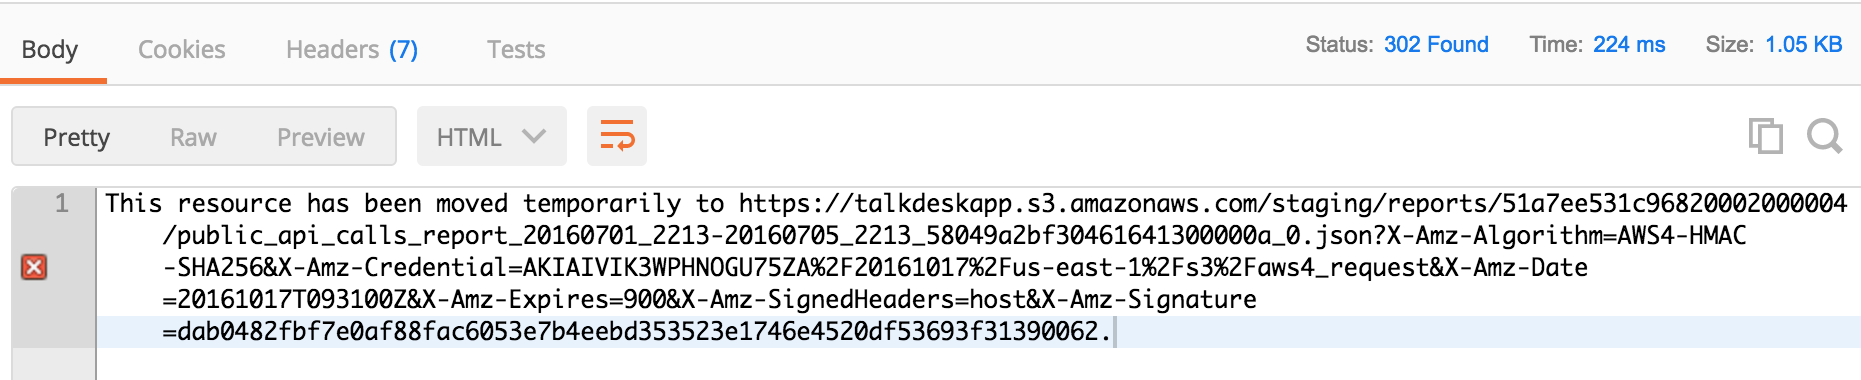 Body Cookies Headers (7) Tests Status: 302 Found Time: 224 ms Size: 1.05 KB
Pretty Raw Preview HTML
1 This resource has been moved temporarily to https://talkdeskapp.s3.amazonaws.com/staging/reports/51a7ee531c96820002000004
/public_api_calls_report_20160701_2213-20160705_2213_58049a2bf30461641300000a_0.json?X-Amz-Algorithm=AWS4-HMAC
-SHA256&X-Amz-Credential=AKIAIVIK3WPHNOGU75ZA%2F20161017%2Fus-east-1%2Fs3%2Faws4_request&X-Amz-Date
=20161017T093100Z&X-Amz-Expires=900&X-Amz-SignedHeaders=host&X-Amz-Signature
=dab0482fbf7e0af88fac6053e7b4eebd353523e1746e4520df53693f31390062.